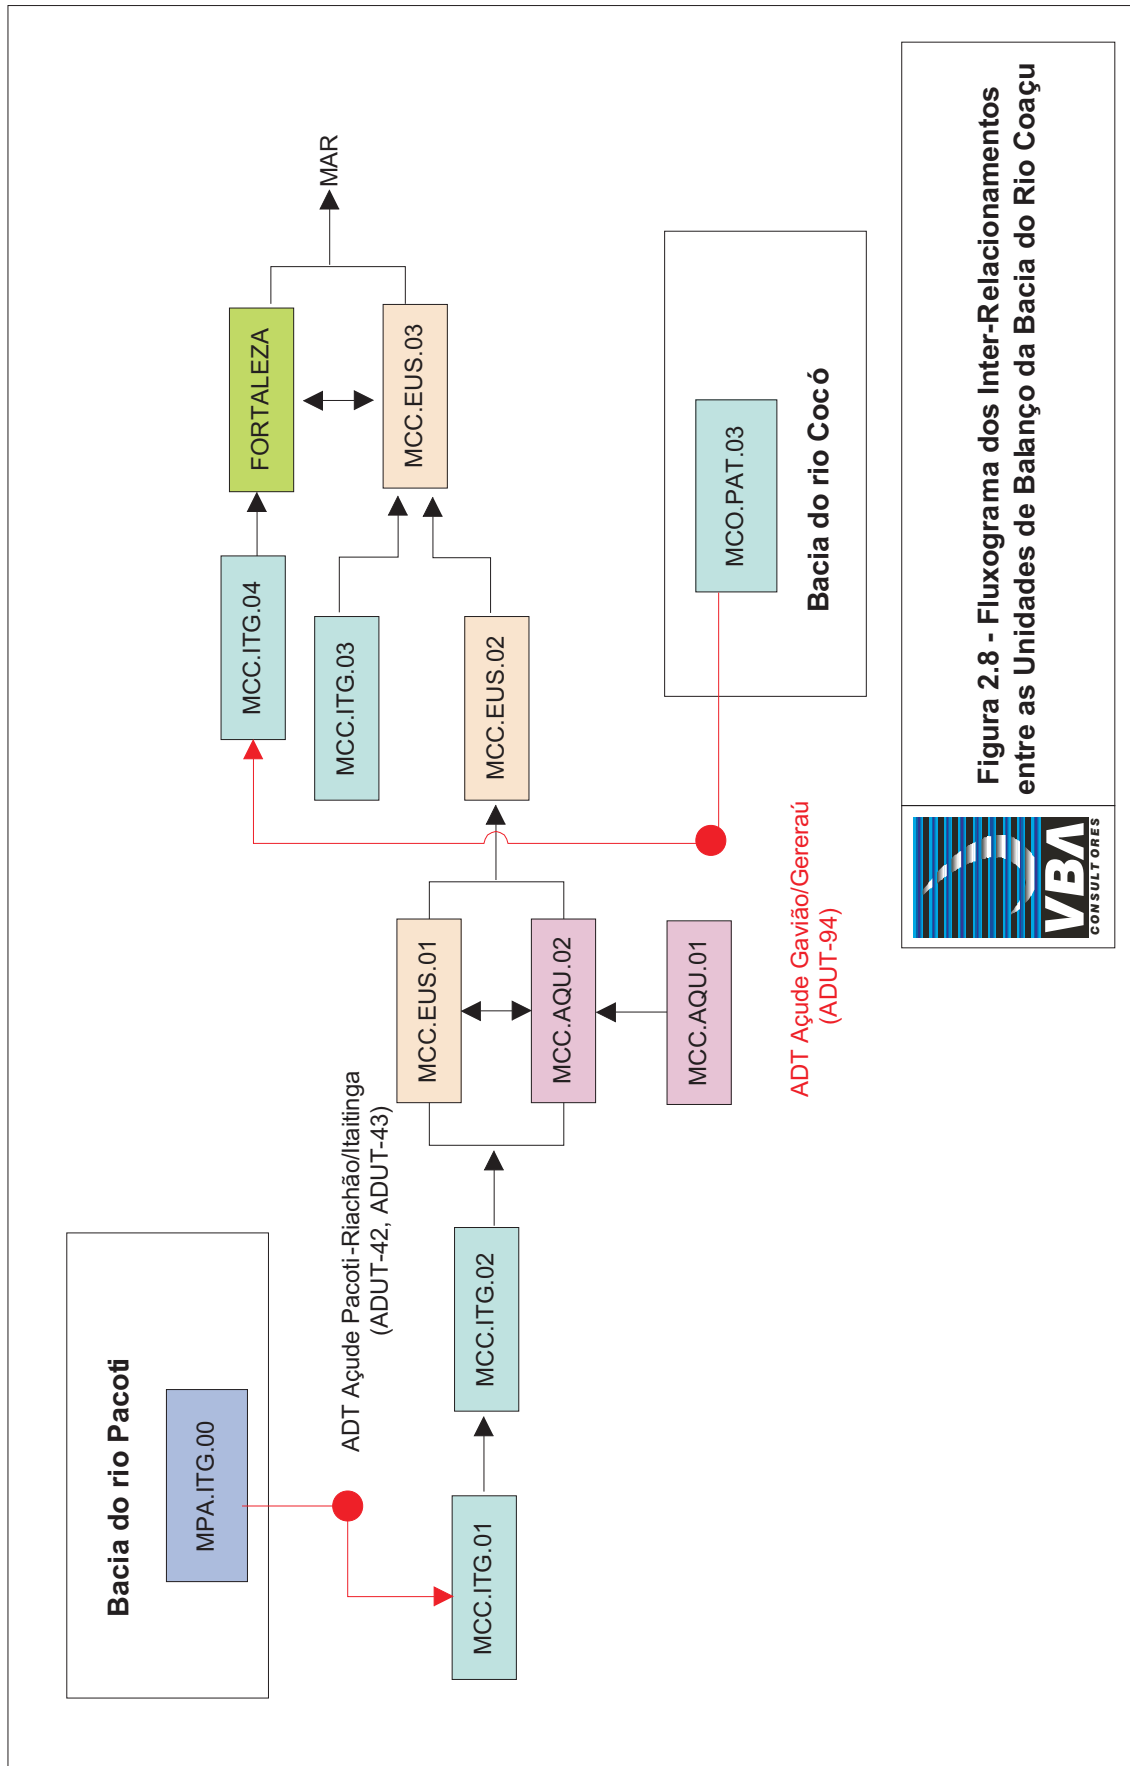 Bacia do rio Pacoti
MPA.ITG.00
ADT Açude Pacoti-Riachão/Itaitinga
(ADUT-42, ADUT-43)
MCC.ITG.01
MCC.ITG.02
MCC.EUS.01
MCC.AQU.02
MCC.AQU.01
MCC.ITG.04
MCC.ITG.03
MCC.EUS.02
FORTALEZA
MCC.EUS.03
MAR
ADT Açude Gavião/Gereraú
(ADUT-94)
MCO.PAT.03
Bacia do rio Cocó
VBA
CONSULTORES
Figura 2.8 - Fluxograma dos Inter-Relacionamentos
entre as Unidades de Balanço da Bacia do Rio Coaçu